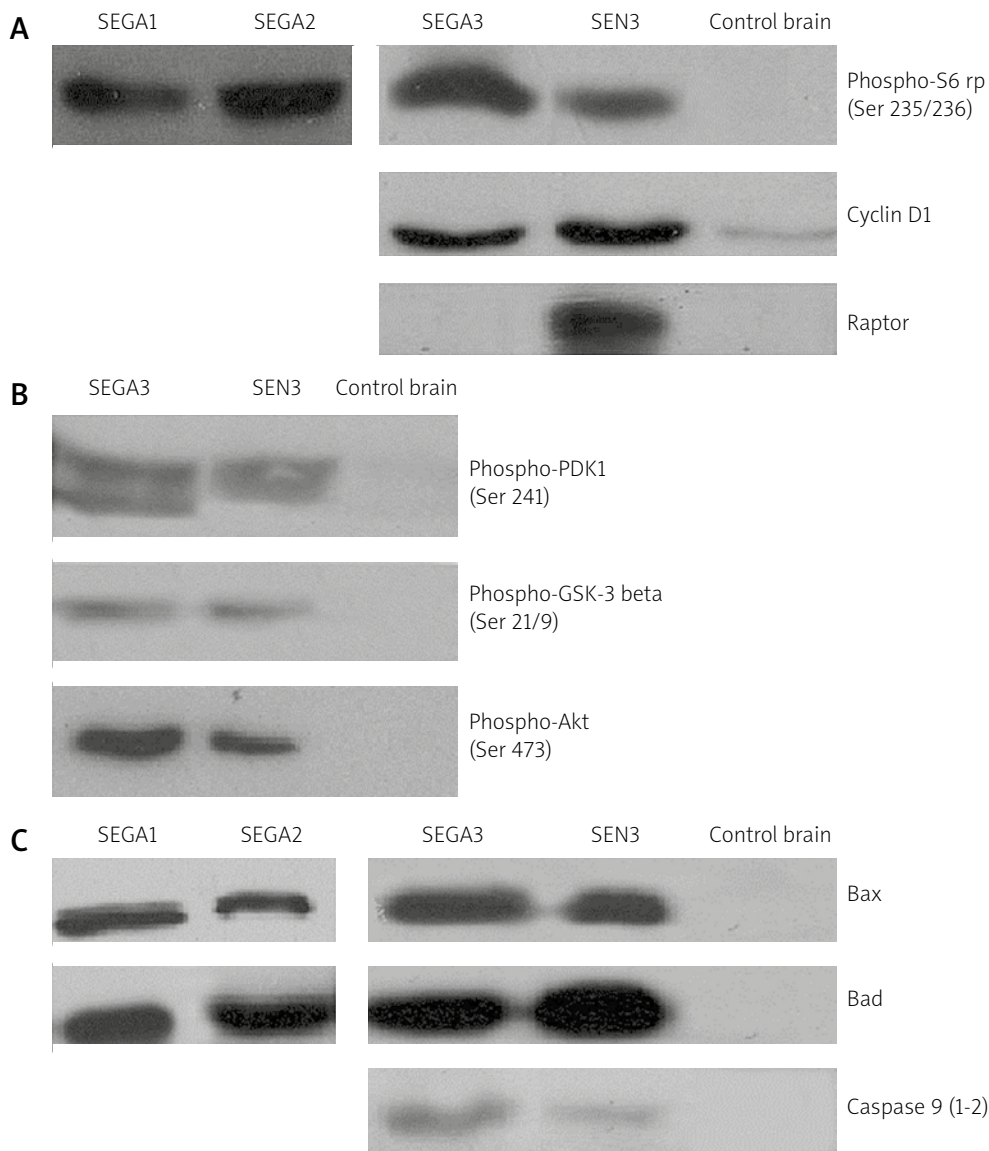 A
SEGA1 SEGA2 SEGA3 SEN3 Control brain
Phospho-S6 rp
(Ser 235/236)
Cyclin D1
Raptor
B
SEGA3 SEN3 Control brain
Phospho-PDK1
(Ser 241)
Phospho-GSK-3 beta
(Ser 21/9)
Phospho-Akt
(Ser 473)
C
SEGA1 SEGA2 SEGA3 SEN3 Control brain
Bax
Bad
Caspase 9 (1-2)